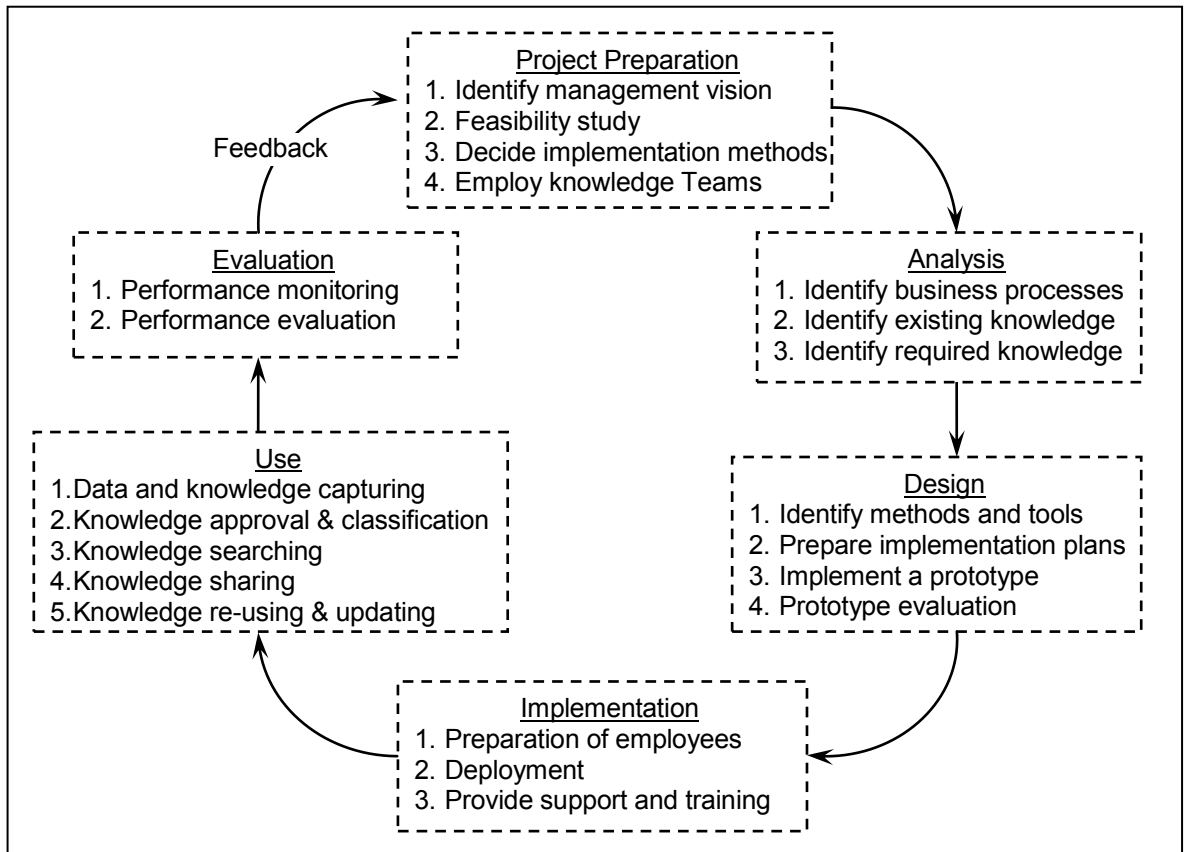 Project Preparation
1. Identify management vision
2. Feasibility study
3. Decide implementation methods
4. Employ knowledge Teams
Feedback
Evaluation
1. Performance monitoring
2. Performance evaluation
Analysis
1. Identify business processes
2. Identify existing knowledge
3. Identify required knowledge
Use
1.Data and knowledge capturing
2.Knowledge approval & classification
3.Knowledge searching
4.Knowledge sharing
5.Knowledge re-using & updating
Design
1. Identify methods and tools
2. Prepare implementation plans
3. Implement a prototype
4. Prototype evaluation
Implementation
1. Preparation of employees
2. Deployment
3. Provide support and training